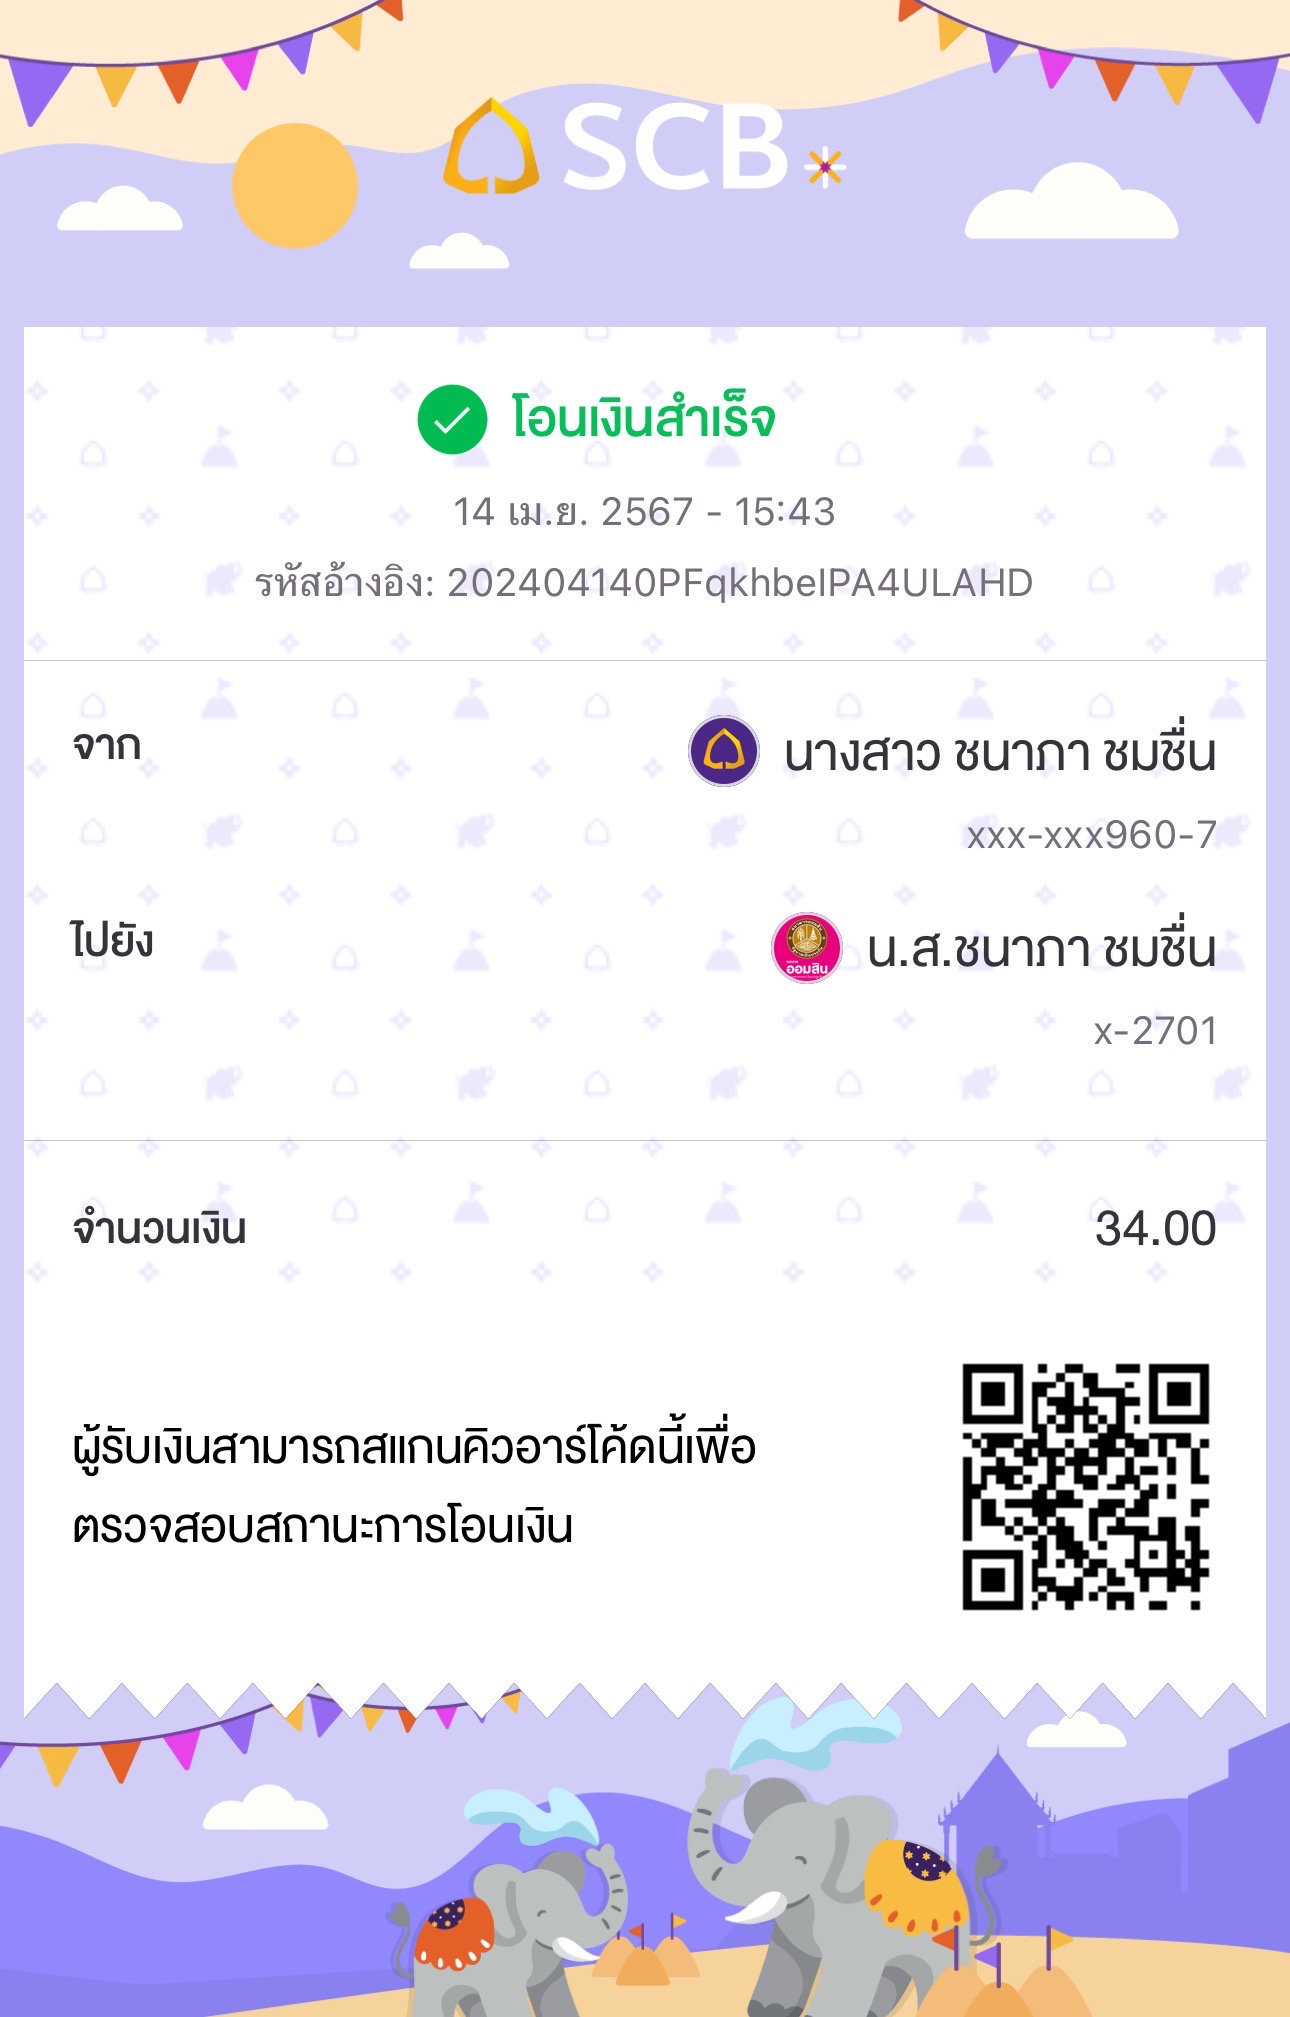 SCB
โอนเงินสำเร็จ
14 เม.ย. 2567 - 15:43
รหัสอ้างอิง: 202404140PFqkhbeIPA4ULAHD
จาก
นางสาว ชนาภา ชมชื่น
xxx-xxx960-7
ไปยัง
ออมสิน
น.ส.ชนาภา ชมชื่น
x-2701
จำนวนเงิน
34.00
ผู้รับเงินสามารถสแกนคิวอาร์โค้ดนี้เพื่อ
ตรวจสอบสถานะการโอนเงิน